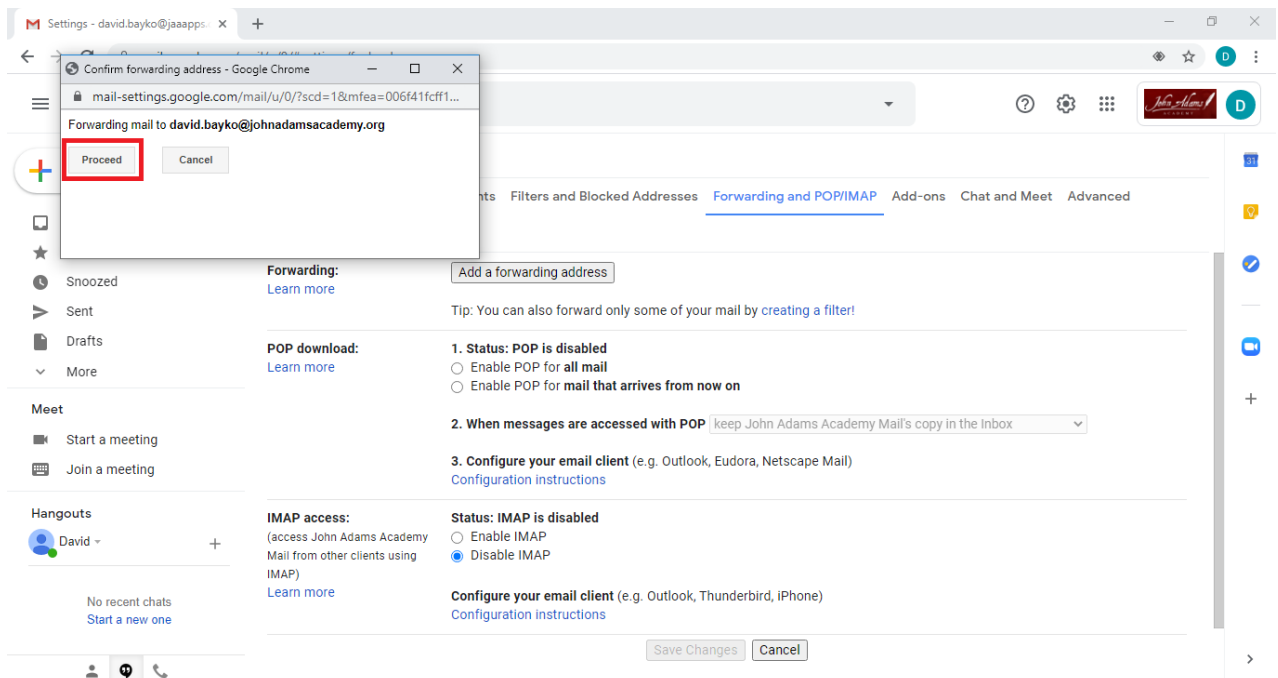 Settings - david.bayko@jaaapps.
Confirm forwarding address - Google Chrome
mail-settings.google.com/mail/u/0/?scd=1&mfea=006f41fcff1...
Forwarding mail to david.bayko@johnadamsacademy.org
Proceed
Cancel
D
John Adams
ACADEMY
D
31
nts
Filters and Blocked Addresses
Forwarding and POP/IMAP
Add-ons
Chat and Meet
Advanced
Snoozed
Sent
Drafts
More
Meet
Start a meeting
Join a meeting
Hangouts
David
No recent chats
Start a new one
Forwarding:
Learn more
Add a forwarding address
Tip: You can also forward only some of your mail by creating a filter!
POP download:
Learn more
1. Status: POP is disabled
Enable POP for all mail
Enable POP for mail that arrives from now on
2. When messages are accessed with POP keep John Adams Academy Mail's copy in the Inbox
3. Configure your email client (e.g. Outlook, Eudora, Netscape Mail)
Configuration instructions
IMAP access:
(access John Adams Academy
Mail from other clients using
IMAP)
Learn more
Status: IMAP is disabled
Enable IMAP
Disable IMAP
Configure your email client (e.g. Outlook, Thunderbird, iPhone)
Configuration instructions
Save Changes
Cancel